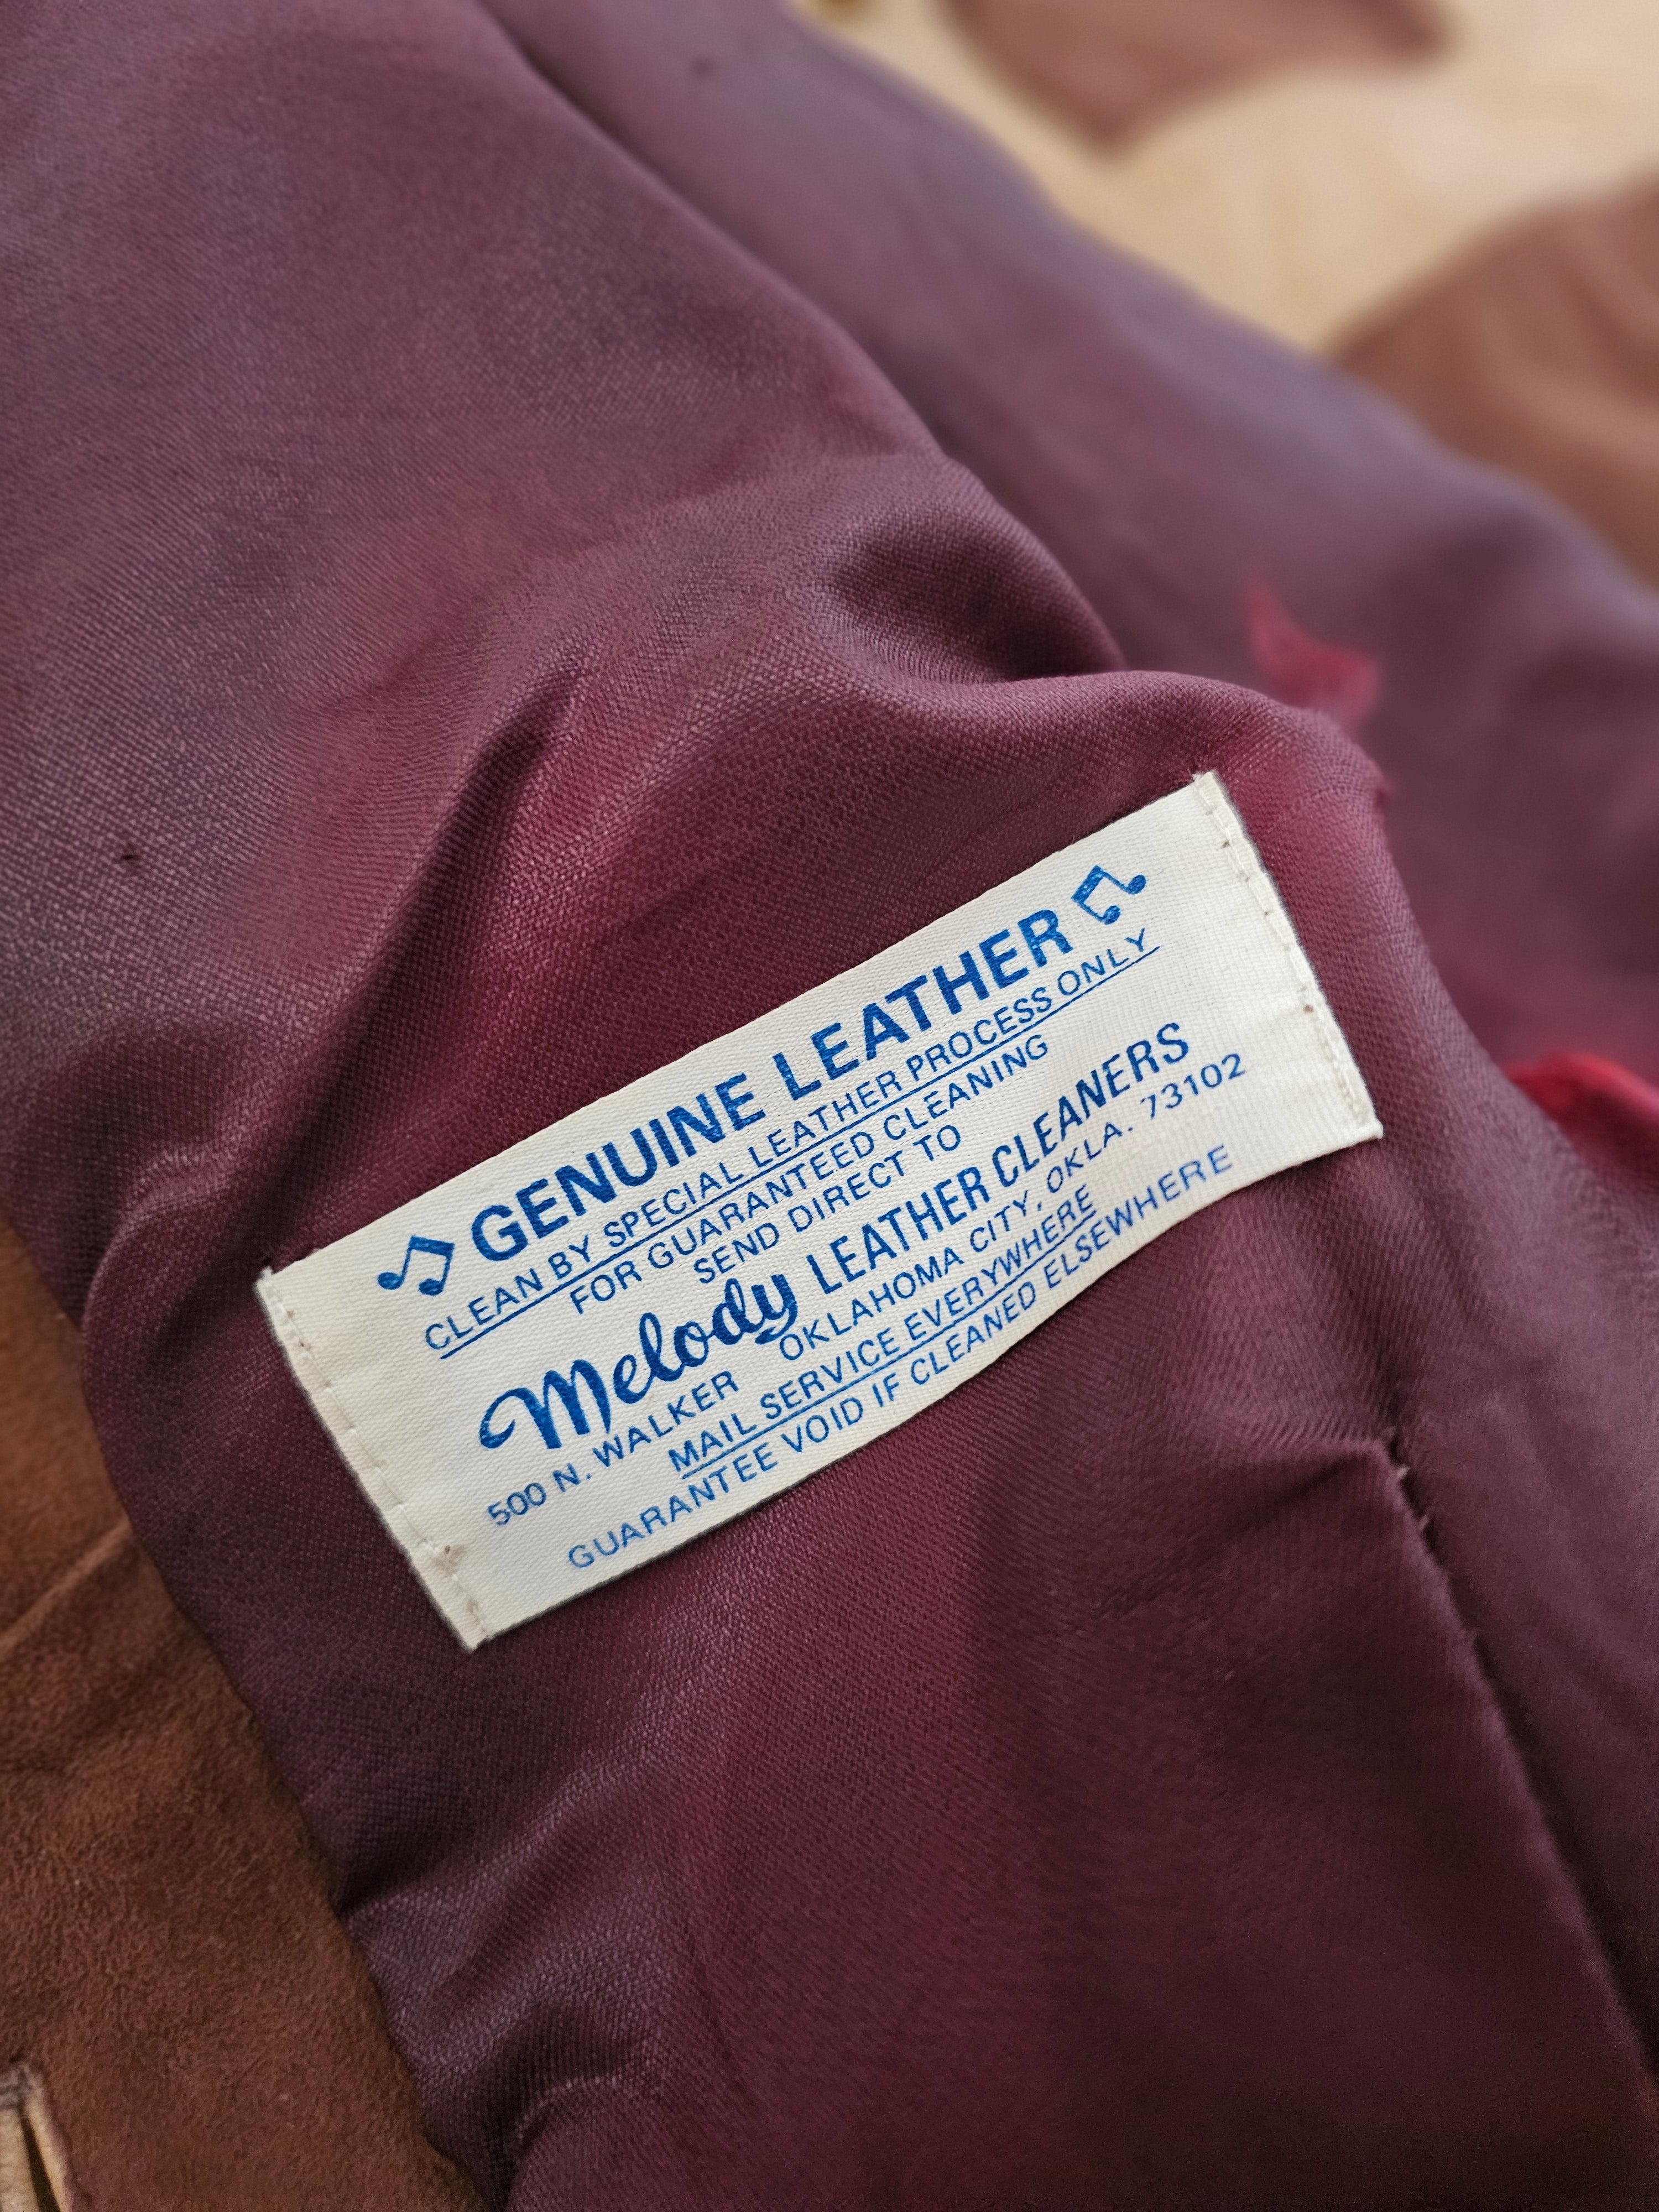 GENUINE LEATHER
CLEAN BY SPECIAL LEATHER PROCESS ONLY
FOR GUARANTEED CLEANING
SEND DIRECT TO
Melody LEATHER CLEANERS
500 N. WALKER OKLAHOMA CITY, OKLA. 73102
MAIL SERVICE EVERYWHERE
GUARANTEE VOID IF CLEANED ELSEWHERE